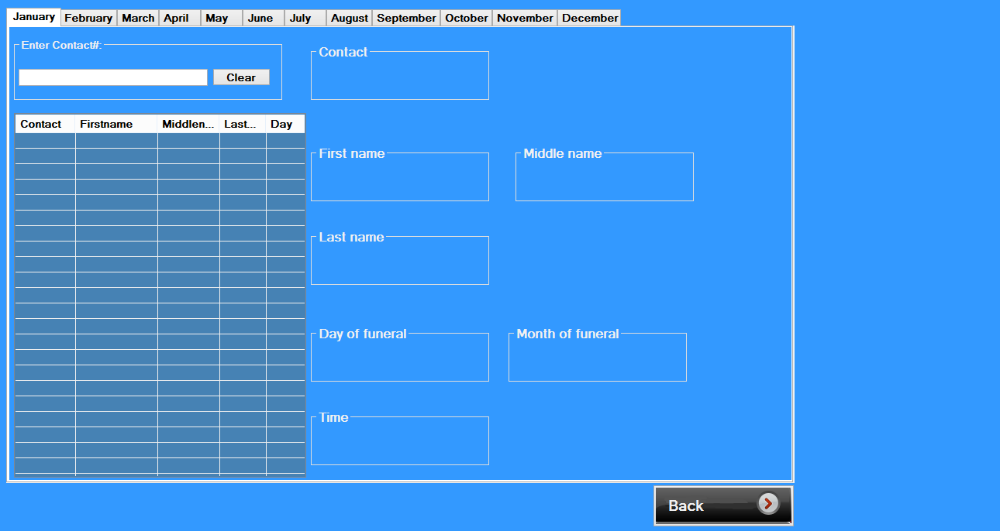 January February March April May June July August September October November December
Enter Contact#:
Clear
Contact Firstname Middlen... Last... Day
Contact
First name
Middle name
Last name
Day of funeral
Month of funeral
Time
Back